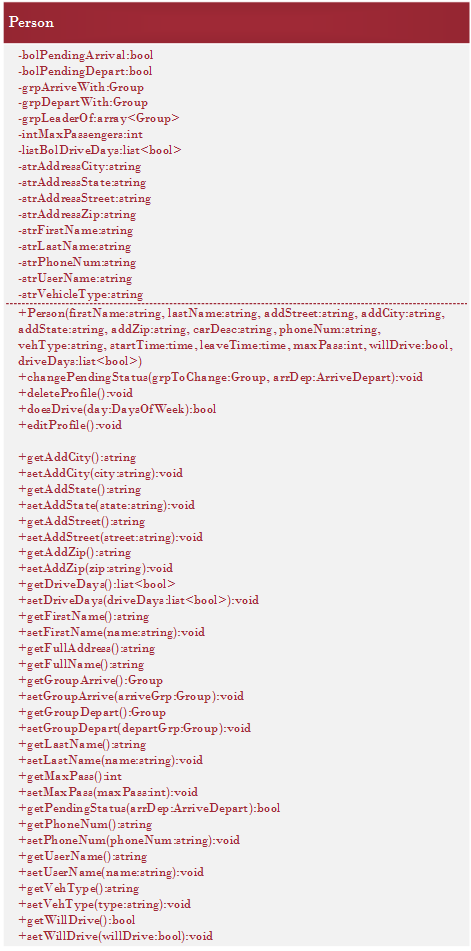 Person
-bolPendingArrival:bool
-bolPendingDepart:bool
-grpArriveWith:Group
-grpDepartWith:Group
-grpLeaderOf:array<Group>
-intMaxPassengers:int
-listBolDriveDays:list<bool>
-strAddressCity:string
-strAddressState:string
-strAddressStreet:string
-strAddressZip:string
-strFirstName:string
-strLastName:string
-strPhoneNum:string
-strUserName:string
-strVehicleType:string
+Person(firstName:string, lastName:string, addStreet:string, addCity:string,
addState:string, addZip:string, carDesc:string, phoneNum:string,
vehType:string, startTime:time, leaveTime:time, maxPass:int, willDrive:bool,
driveDays:list<bool>)
+changePendingStatus(grpToChange:Group, arrDep:ArriveDepart):void
+deleteProfile():void
+doesDrive(day:DaysOfWeek):bool
+editProfile():void
+getAddCity():string
+setAddCity(city:string):void
+getAddState():string
+setAddState(state:string):void
+getAddStreet():string
+setAddStreet(street:string):void
+getAddZip():string
+setAddZip(zip:string):void
+getDriveDays():list<bool>
+setDriveDays(driveDays:list<bool>):void
+getFirstName():string
+setFirstName(name:string):void
+getFullAddress():string
+getFullName():string
+getGroupArrive():Group
+setGroupArrive(arriveGrp:Group):void
+getGroupDepart():Group
+setGroupDepart(departGrp:Group):void
+getLastName():string
+setLastName(name:string):void
+getMaxPass():int
+setMaxPass(maxPass:int):void
+getPendingStatus(arrDep:ArriveDepart):bool
+getPhoneNum():string
+setPhoneNum(phoneNum:string):void
+getUserName():string
+setUserName(name:string):void
+getVehType():string
+setVehType(type:string):void
+getWillDrive():bool
+setWillDrive(willDrive:bool):void